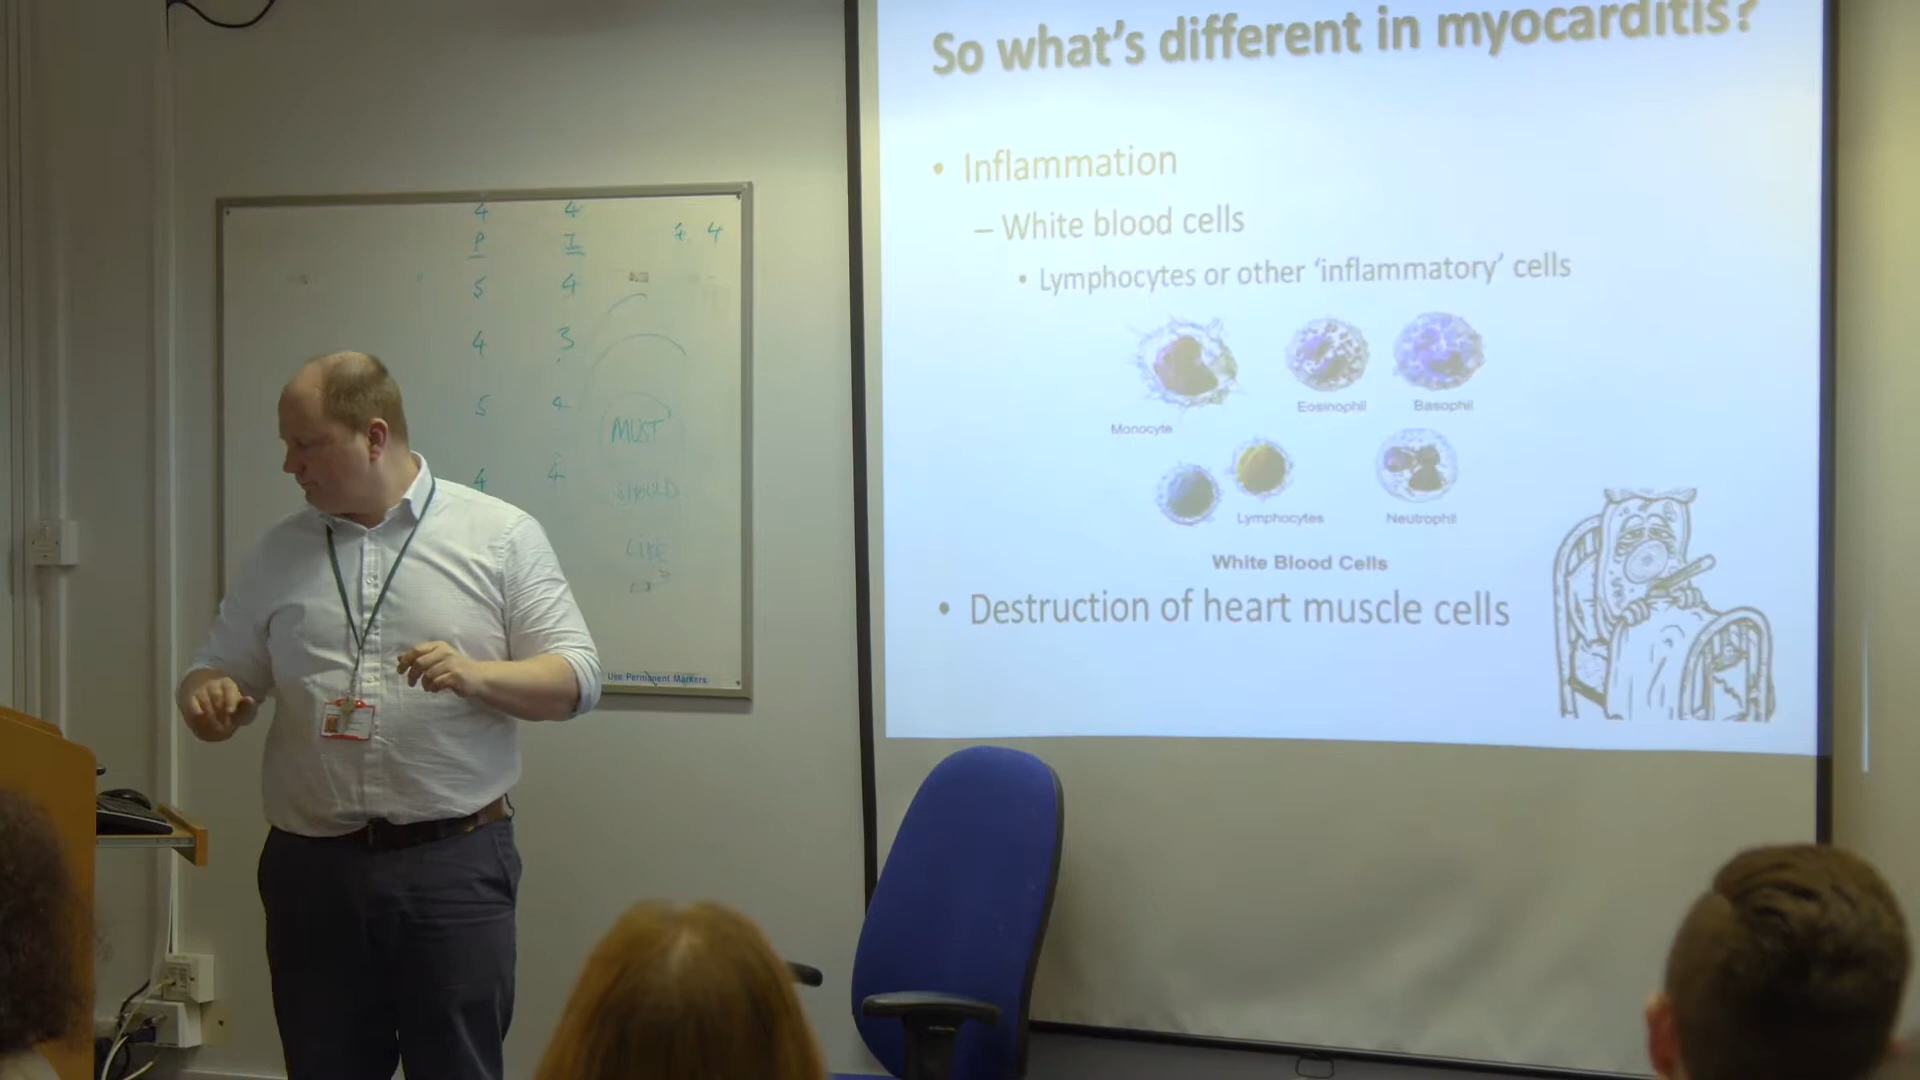 So what's different in myocarditis?
• Inflammation
– White blood cells
• Lymphocytes or other 'inflammatory' cells
Monocyte
Eosinophil
Basophil
Lymphocytes
Neutrophil
White Blood Cells
• Destruction of heart muscle cells
4 4
P I 4
5 4
4 3
5 4
4 4
MUST
SHOULD
LIKE
Use Permanent Markers